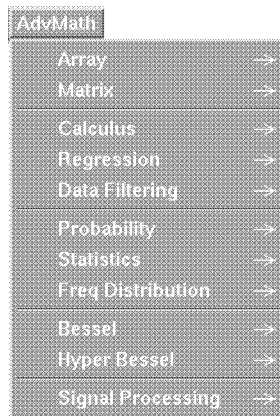 AdvMath
Array
Matrix
Calculus
Regression
Data Filtering
Probability
Statistics
Freq Distribution
Bessel
Hyper Bessel
Signal Processing